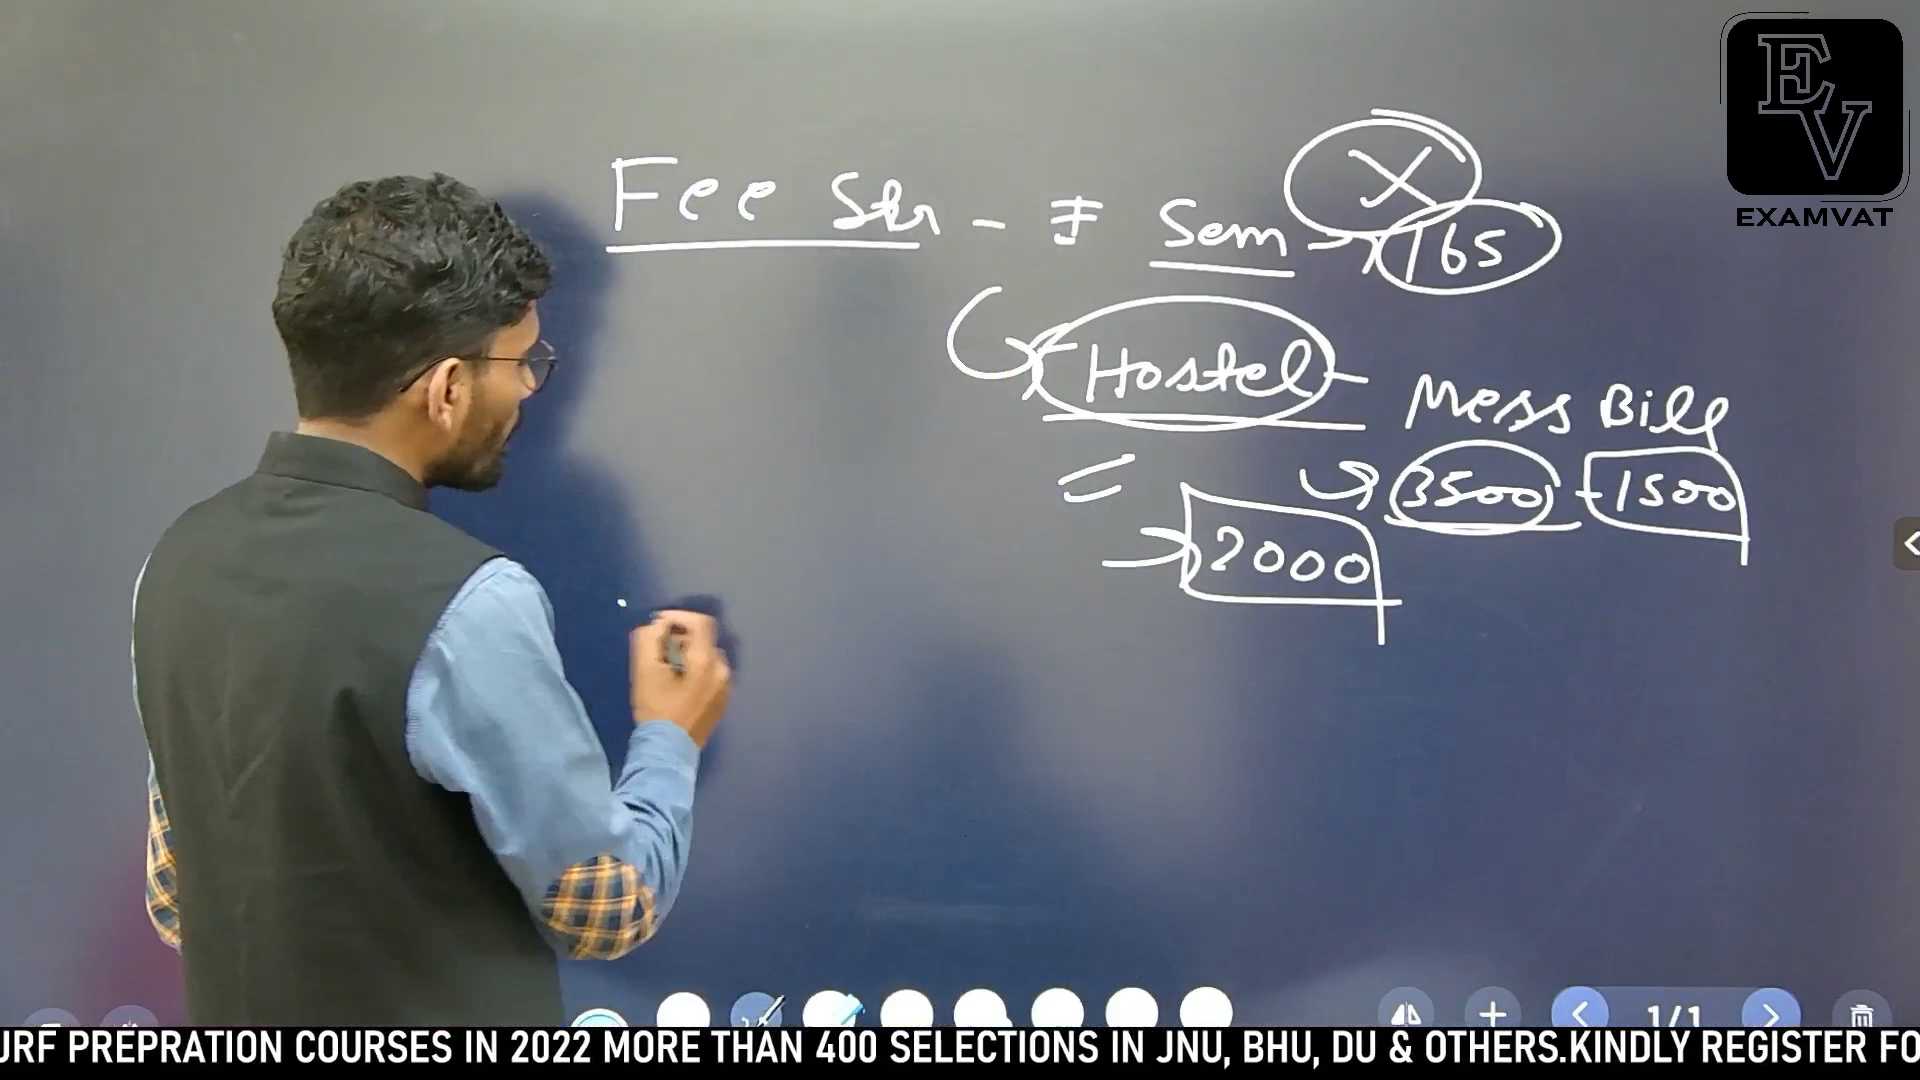 EV
EXAMVAT
Fee Str - I Sem X
→ 165
Hostel - Mess Bill
= 3500 - 1500
2000
1/1
JRF PREPRATION COURSES IN 2022 MORE THAN 400 SELECTIONS IN JNU, BHU, DU & OTHERS.KINDLY REGISTER FO